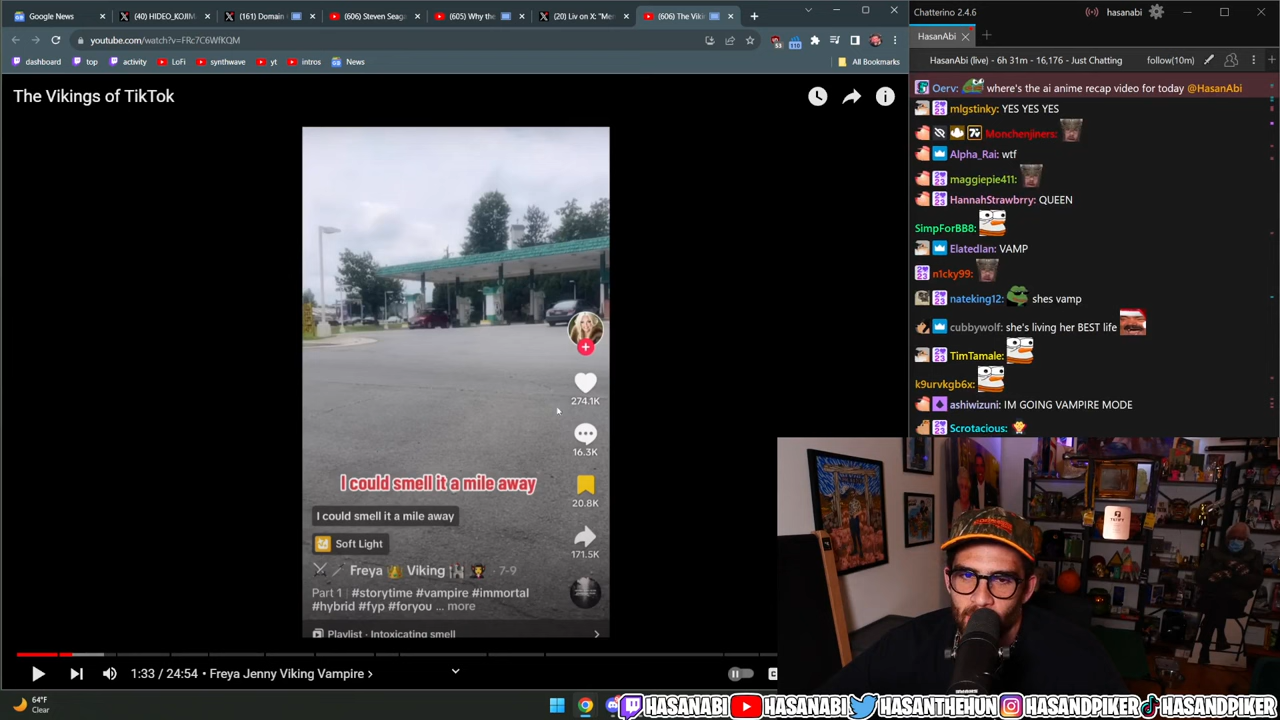 Google News
(40) HIDEO_KOJIM
(161) Domain
(606) Steven Seag
(605) Why the
(20) Liv on X: "Me
(606) The Viki
Chatterino 2.4.6
hasanabi
youtube.com/watch?v=FRc7C6WfKQM
53
110
HasanAbi
dashboard
top
activity
LoFi
synthwave
yt
intros
News
All Bookmarks
HasanAbi (live) - 6h 31m - 16,176 - Just Chatting
follow(10m)
The Vikings of TikTok
Oerv: where's the ai anime recap video for today @HasanAbi
mlgstinky: YES YES YES
Monchenjiners:
Alpha_Rai: wtf
maggiepie411:
HannahStrawbrry: QUEEN
SimpForBB8:
ElatedIan: VAMP
n1cky99:
nateking12: shes vamp
cubbywolf: she's living her BEST life
TimTamale:
k9urvkgb6x:
ashiwizuni: IM GOING VAMPIRE MODE
Scrotacious:
274.1K
16.3K
20.8K
171.5K
I could smell it a mile away
I could smell it a mile away
Soft Light
Freya Viking · 7-9
Part 1 | #storytime #vampire #immortal
#hybrid #fyp #foryou ... more
Playlist - Intoxicating smell
1:33 / 24:54 • Freya Jenny Viking Vampire >
64°F
Clear
HASANABI
HASANABI
HASANTHEHUN
HASANDPIKER
HASANDPIKER